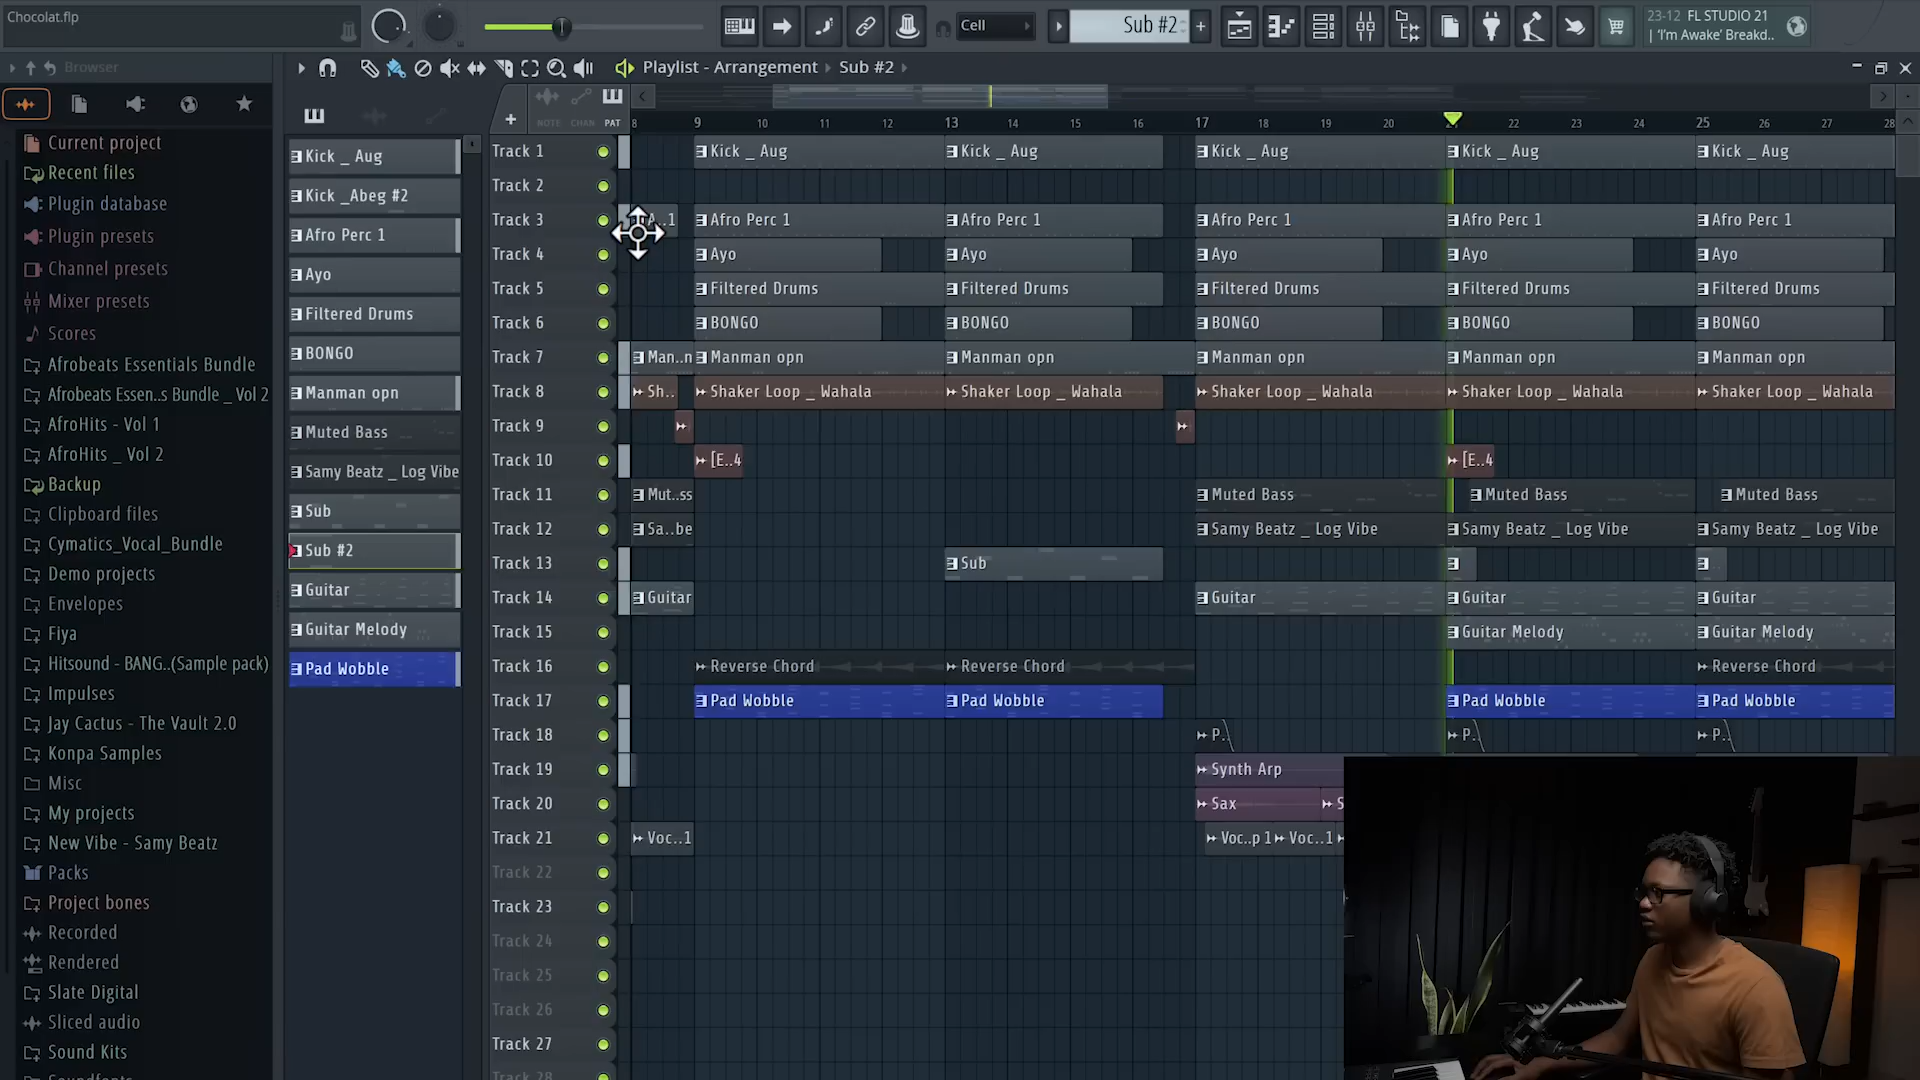 Chocolat.flp
Cell
Sub #2
23-12 FL STUDIO 21
| 'I'm Awake' Breakd..
Browser
Playlist - Arrangement
Sub #2
NOTE CHAN PAT
8 9 10 11 12 13 14 15 16 17 18 19 20 22 23 24 25 26 27 28
Current project
Recent files
Plugin database
Plugin presets
Channel presets
Mixer presets
Scores
Afrobeats Essentials Bundle
Afrobeats Essen..s Bundle _ Vol 2
AfroHits - Vol 1
AfroHits _ Vol 2
Backup
Clipboard files
Cymatics_Vocal_Bundle
Demo projects
Envelopes
Fiya
Hitsound - BANG..(Sample pack)
Impulses
Jay Cactus - The Vault 2.0
Konpa Samples
Misc
My projects
New Vibe - Samy Beatz
Packs
Project bones
Recorded
Rendered
Slate Digital
Sliced audio
Sound Kits
Soundfonts
Kick _ Aug
Kick _Abeg #2
Afro Perc 1
Ayo
Filtered Drums
BONGO
Manman opn
Muted Bass
Samy Beatz _ Log Vibe
Sub
Sub #2
Guitar
Guitar Melody
Pad Wobble
Track 1 Kick _ Aug Kick _ Aug Kick _ Aug Kick _ Aug Kick _ Aug
Track 2
Track 3 Afro Perc 1 Afro Perc 1 Afro Perc 1 Afro Perc 1 Afro Perc 1
Track 4 Ayo Ayo Ayo Ayo Ayo
Track 5 Filtered Drums Filtered Drums Filtered Drums Filtered Drums Filtered Drums
Track 6 BONGO BONGO BONGO BONGO BONGO
Track 7 Man..n Manman opn Manman opn Manman opn Manman opn Manman opn
Track 8 Sh.. Shaker Loop _ Wahala Shaker Loop _ Wahala Shaker Loop _ Wahala Shaker Loop _ Wahala Shaker Loop _ Wahala
Track 9
Track 10 [E..4 [E..4
Track 11 Mut..ss Muted Bass Muted Bass Muted Bass
Track 12 Sa..be Samy Beatz _ Log Vibe Samy Beatz _ Log Vibe Samy Beatz _ Log Vibe
Track 13 Sub
Track 14 Guitar Guitar Guitar Guitar
Track 15 Guitar Melody Guitar Melody
Track 16 Reverse Chord Reverse Chord Reverse Chord
Track 17 Pad Wobble Pad Wobble Pad Wobble Pad Wobble
Track 18 P.. P.. P..
Track 19 Synth Arp
Track 20 Sax S
Track 21 Voc..1 Voc..p 1 Voc..1
Track 22
Track 23
Track 24
Track 25
Track 26
Track 27
Track 28